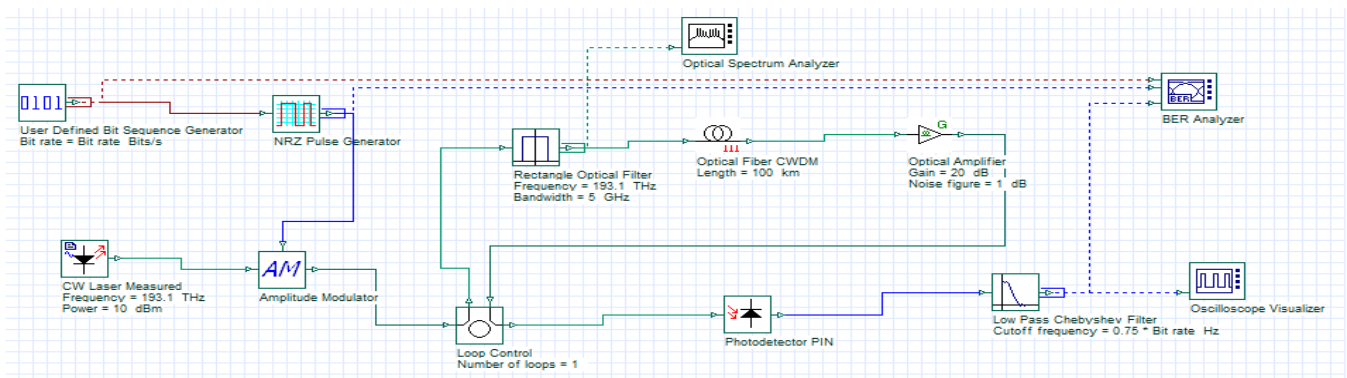 Optical Spectrum Analyzer
0101
User Defined Bit Sequence Generator
Bit rate = Bit rate Bits/s
NRZ Pulse Generator
BER
BER Analyzer
Rectangle Optical Filter
Frequency = 193.1 THz
Bandwidth = 5 GHz
Optical Fiber CWDM
Length = 100 km
G
Optical Amplifier
Gain = 20 dB
Noise figure = 1 dB
CW Laser Measured
Frequency = 193.1 THz
Power = 10 dBm
AM
Amplitude Modulator
Loop Control
Number of loops = 1
Photodetector PIN
Low Pass Chebyshev Filter
Cutoff frequency = 0.75 * Bit rate Hz
Oscilloscope Visualizer